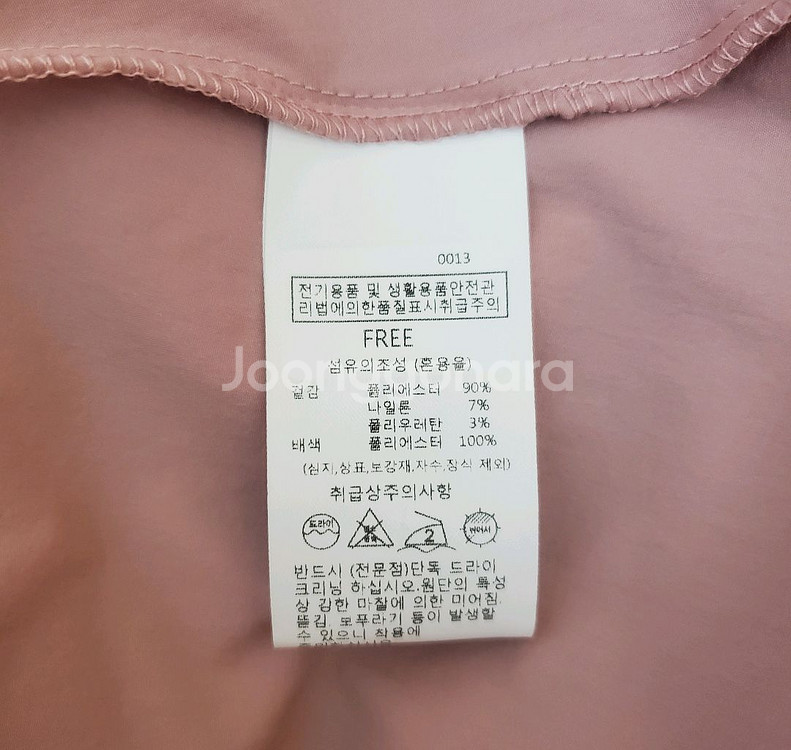 0013
전기용품 및 생활용품안전관
리법에의한품질표시취급주의
FREE
섬유의조성 (혼용율)
Joonggonara
겉감 폴리에스터 90%
나일론 7%
폴리우레탄 3%
배색 폴리에스터 100%
(심지,상표,보강재,자수,장식 제외)
취급상주의사항
드라이
2
뉘어서
반드시 (전문점)단독 드라이
크리닝 하십시오.원단의 특성
상 강한 마찰에 의한 미어짐
뜯김 보푸라기 등이 발생할
수 있으니 착용에